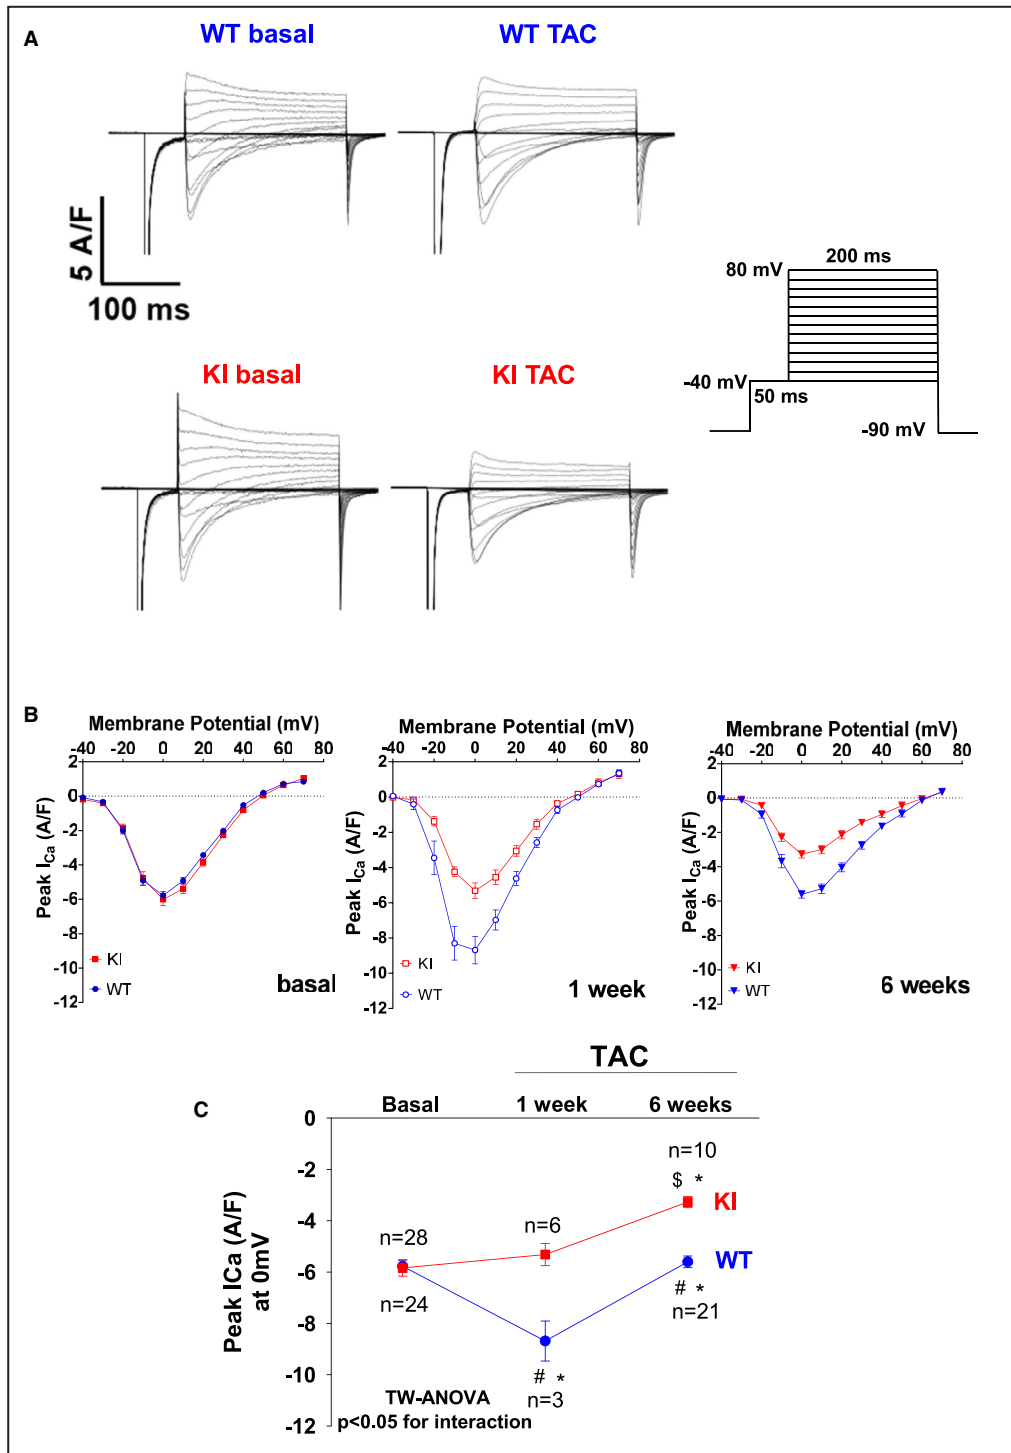 A
WT basal
WT TAC
5 A/F
100 ms
80 mV
200 ms
-40 mV
50 ms
-90 mV
KI basal
KI TAC
B
Membrane Potential (mV)
-40 -20 0 20 40 60 80
2
0
-2
-4
-6
-8
-10
-12
Peak ICa (A/F)
KI
WT
basal
Membrane Potential (mV)
-40 -20 0 20 40 60 80
2
0
-2
-4
-6
-8
-10
-12
Peak ICa (A/F)
KI
WT
1 week
Membrane Potential (mV)
-40 -20 0 20 40 60 80
2
0
-2
-4
-6
-8
-10
-12
Peak ICa (A/F)
KI
WT
6 weeks
C
TAC
Basal
1 week
6 weeks
0
-2
-4
-6
-8
-10
-12
Peak ICa (A/F)
at 0mV
n=10
$ *
KI
n=28
n=6
WT
n=24
# *
n=21
# *
n=3
TW-ANOVA
p<0.05 for interaction